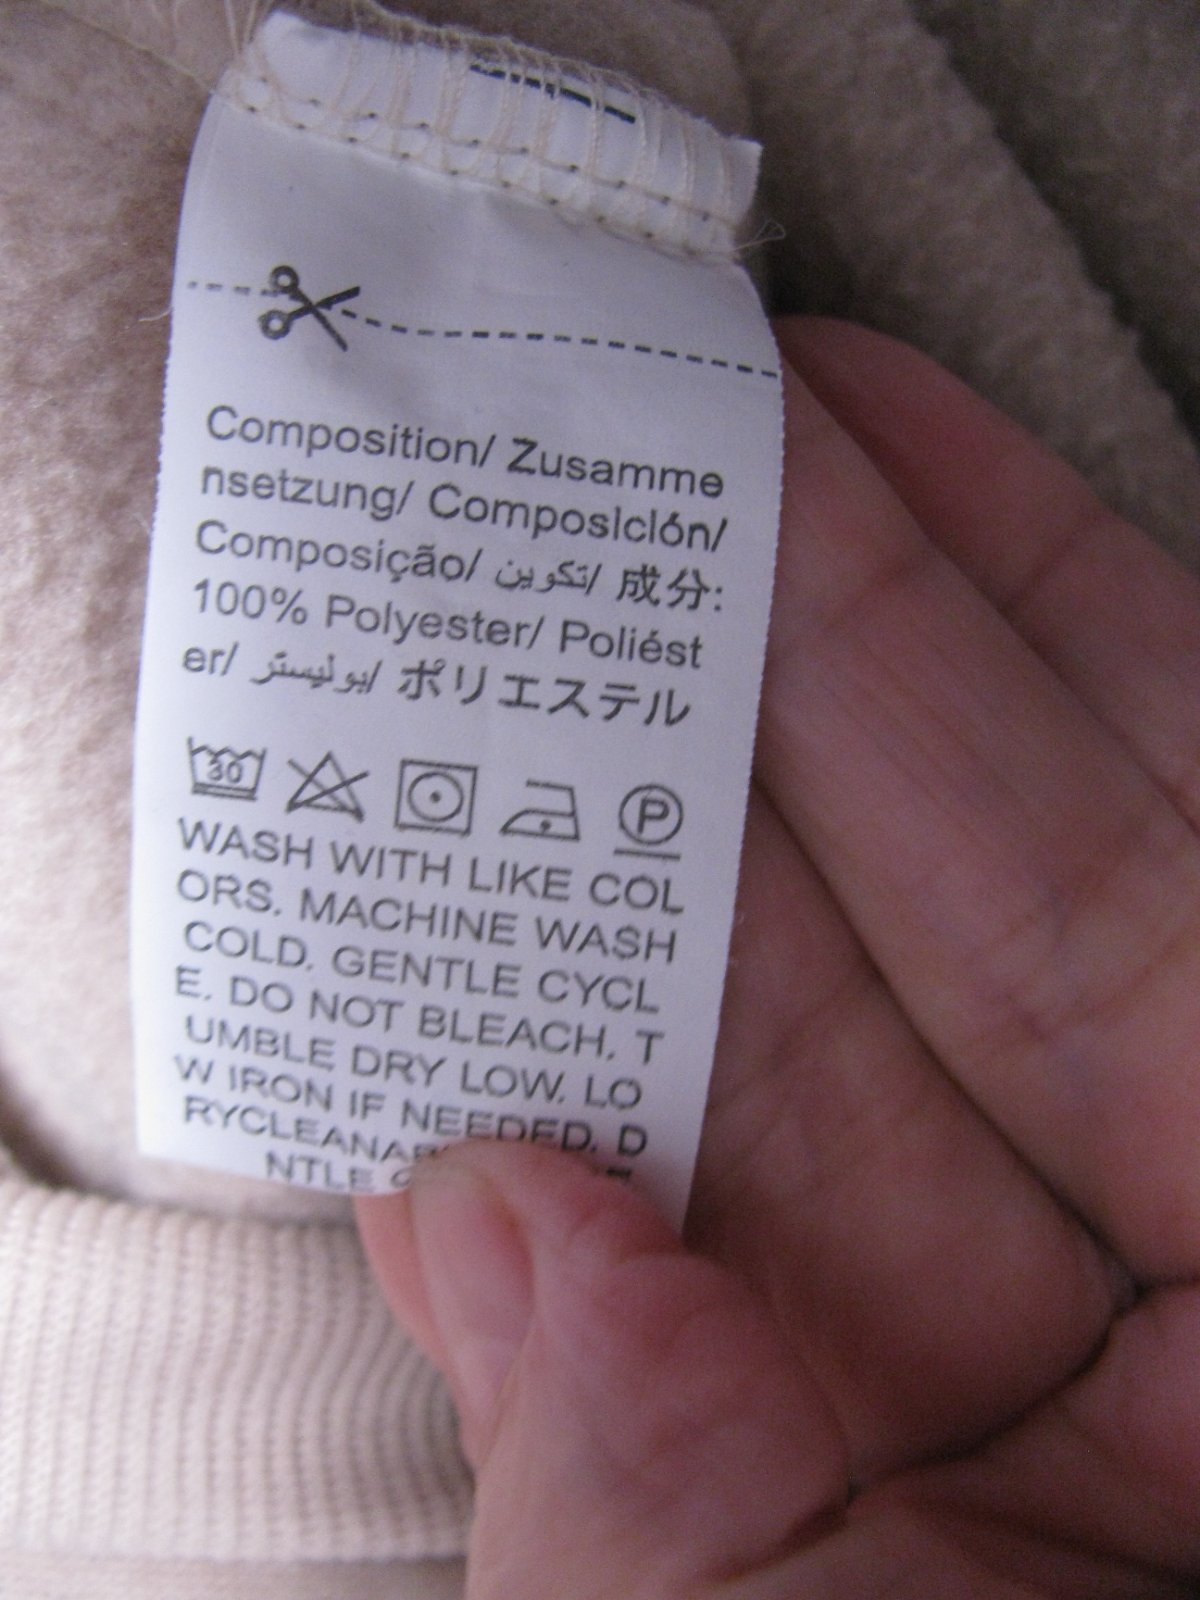 Composition/ Zusamme
nsetzung/ Composición/
Composição/ تكوين/ 成分:
100% Polyester/ Poliést
er/ بوليستر/ ポリエステル
30 P
WASH WITH LIKE COL
ORS. MACHINE WASH
COLD. GENTLE CYCL
E. DO NOT BLEACH. T
UMBLE DRY LOW. LO
W IRON IF NEEDED. D
RYCLEANAB
NTLE